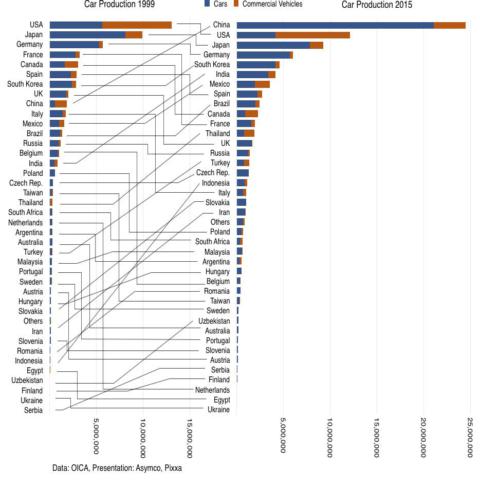 Car Production 1999
Cars
Commercial Vehicles
Car Production 2015
USA
Japan
Germany
France
Canada
Spain
South Korea
UK
China
Italy
Mexico
Brazil
Russia
Belgium
India
Poland
Czech Rep.
Taiwan
Thailand
South Africa
Netherlands
Argentina
Australia
Turkey
Malaysia
Portugal
Sweden
Austria
Hungary
Slovakia
Others
Iran
Slovenia
Romania
Indonesia
Egypt
Uzbekistan
Finland
Ukraine
Serbia
China
USA
Japan
Germany
South Korea
India
Mexico
Spain
Brazil
Canada
France
Thailand
UK
Russia
Turkey
Czech Rep.
Indonesia
Italy
Slovakia
Iran
Others
Poland
South Africa
Malaysia
Argentina
Hungary
Belgium
Romania
Taiwan
Sweden
Uzbekistan
Australia
Portugal
Slovenia
Austria
Serbia
Finland
Netherlands
Egypt
Ukraine
5,000,000
10,000,000
15,000,000
5,000,000
10,000,000
15,000,000
20,000,000
25,000,000
Data: OICA, Presentation: Asymco, Pixxa